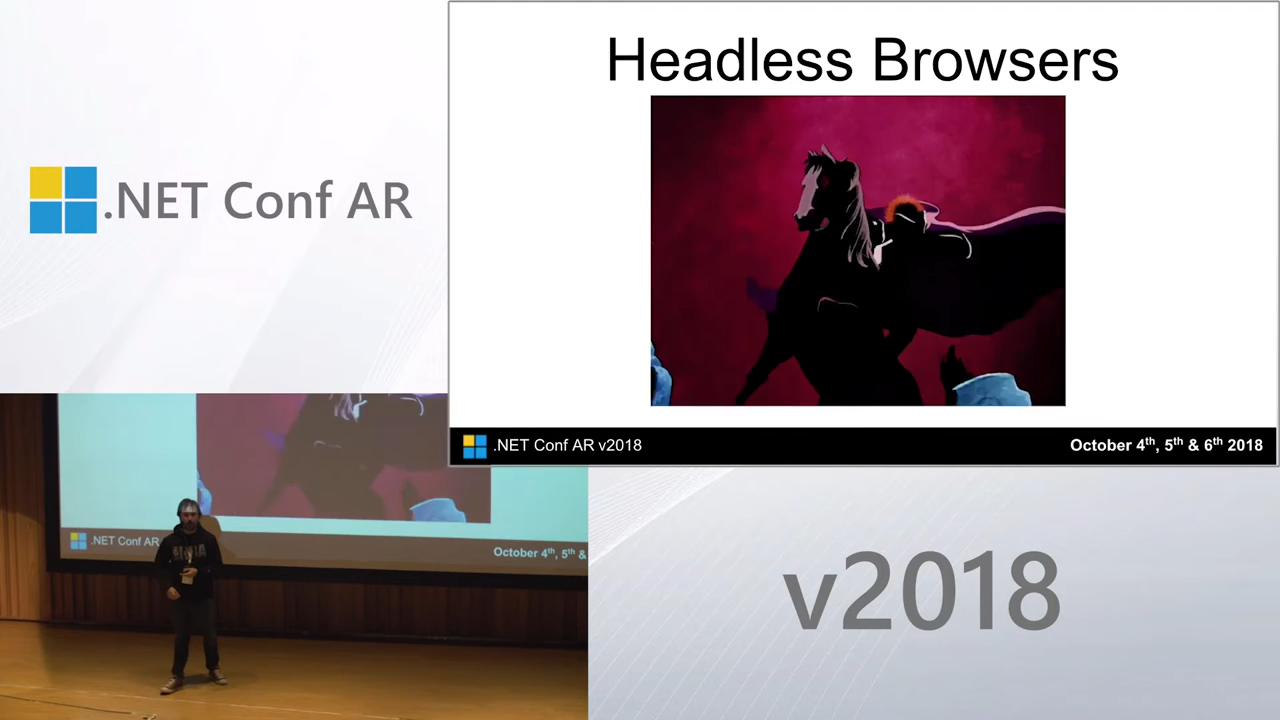 Headless Browsers
.NET Conf AR
.NET Conf AR v2018
October 4th, 5th & 6th 2018
.NET Conf AR
October 4th, 5th &
v2018